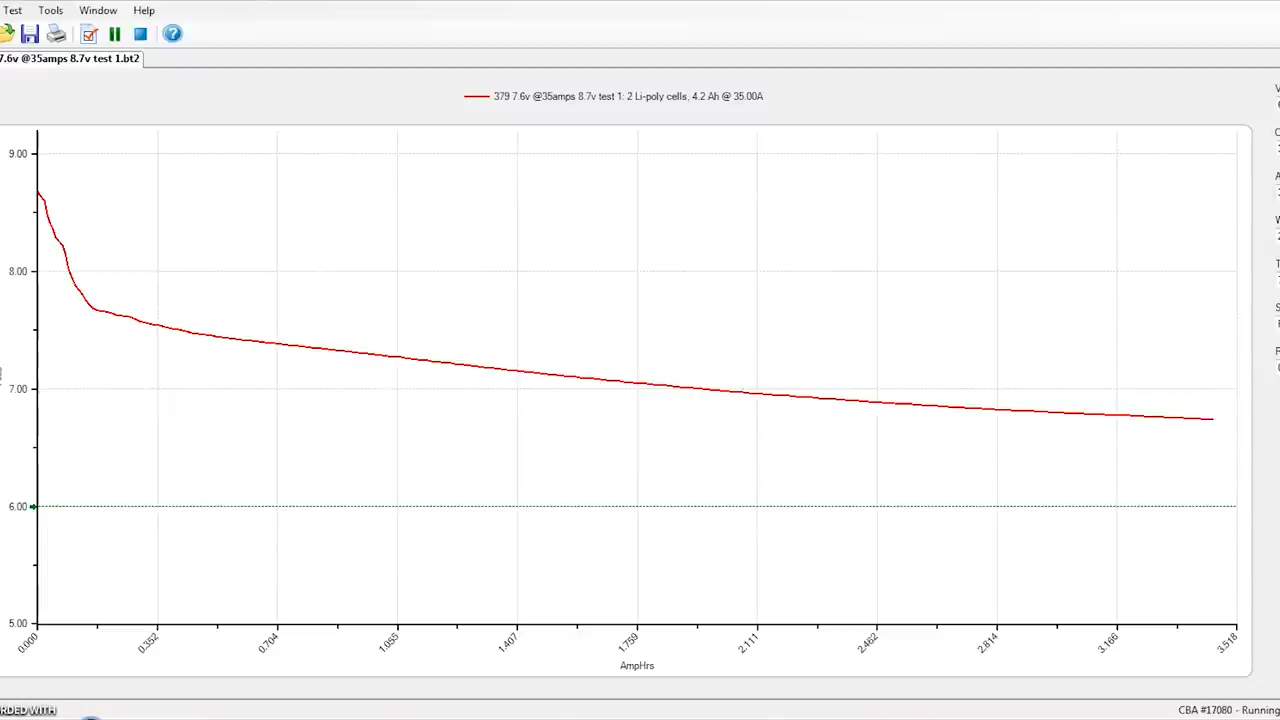 Test Tools Window Help
7.6v @35amps 8.7v test 1.bt2
379 7.6v @35amps 8.7v test 1: 2 Li-poly cells, 4.2 Ah @ 35.00A
9.00
8.00
7.00
6.00
5.00
0.000 0.352 0.704 1.055 1.407 1.759 2.111 2.462 2.814 3.166 3.518
AmpHrs
RDED WITH
CBA #17080 - Running